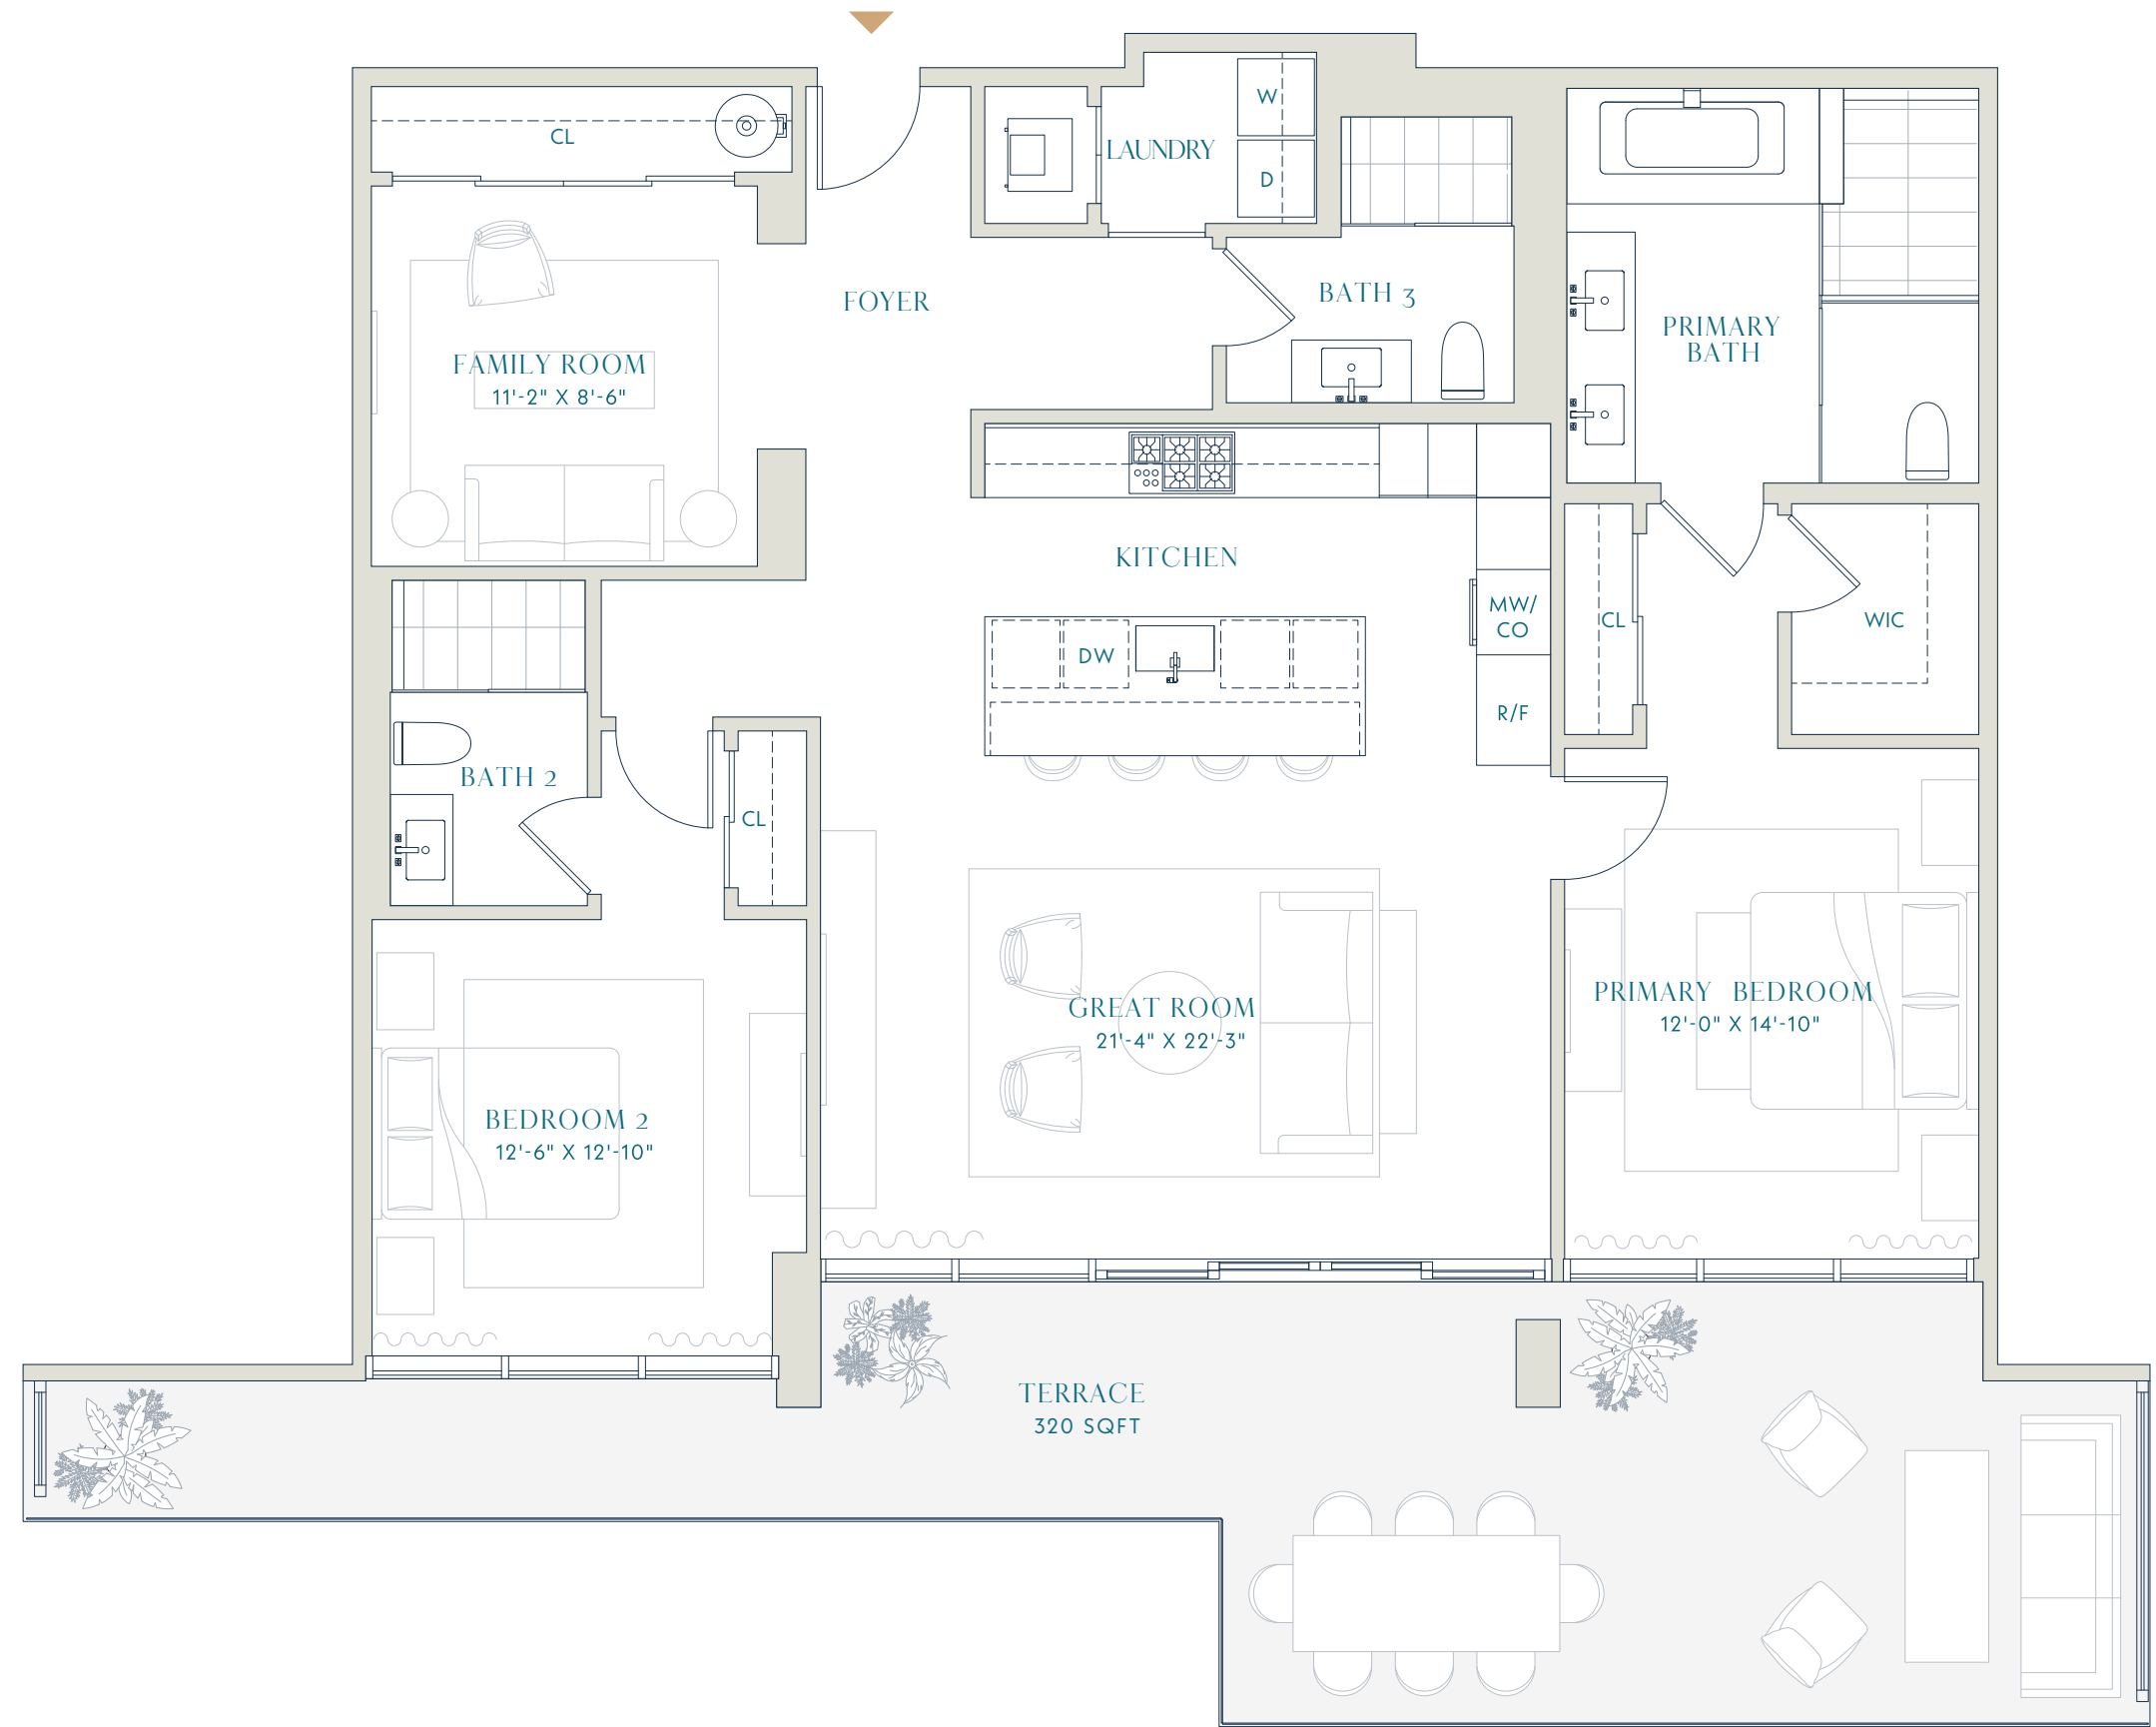 W
CL
LAUNDRY
D
BATH 3
FOYER
PRIMARY
BATH
FAMILY ROOM
11'-2" X 8'-6"
KITCHEN
MW/
CO
CL
WIC
DW
R/F
BATH 2
CL
PRIMARY BEDROOM
12'-0" X 14'-10"
GREAT ROOM
21'-4" X 22'-3"
BEDROOM 2
12'-6" X 12'-10"
TERRACE
320 SQFT